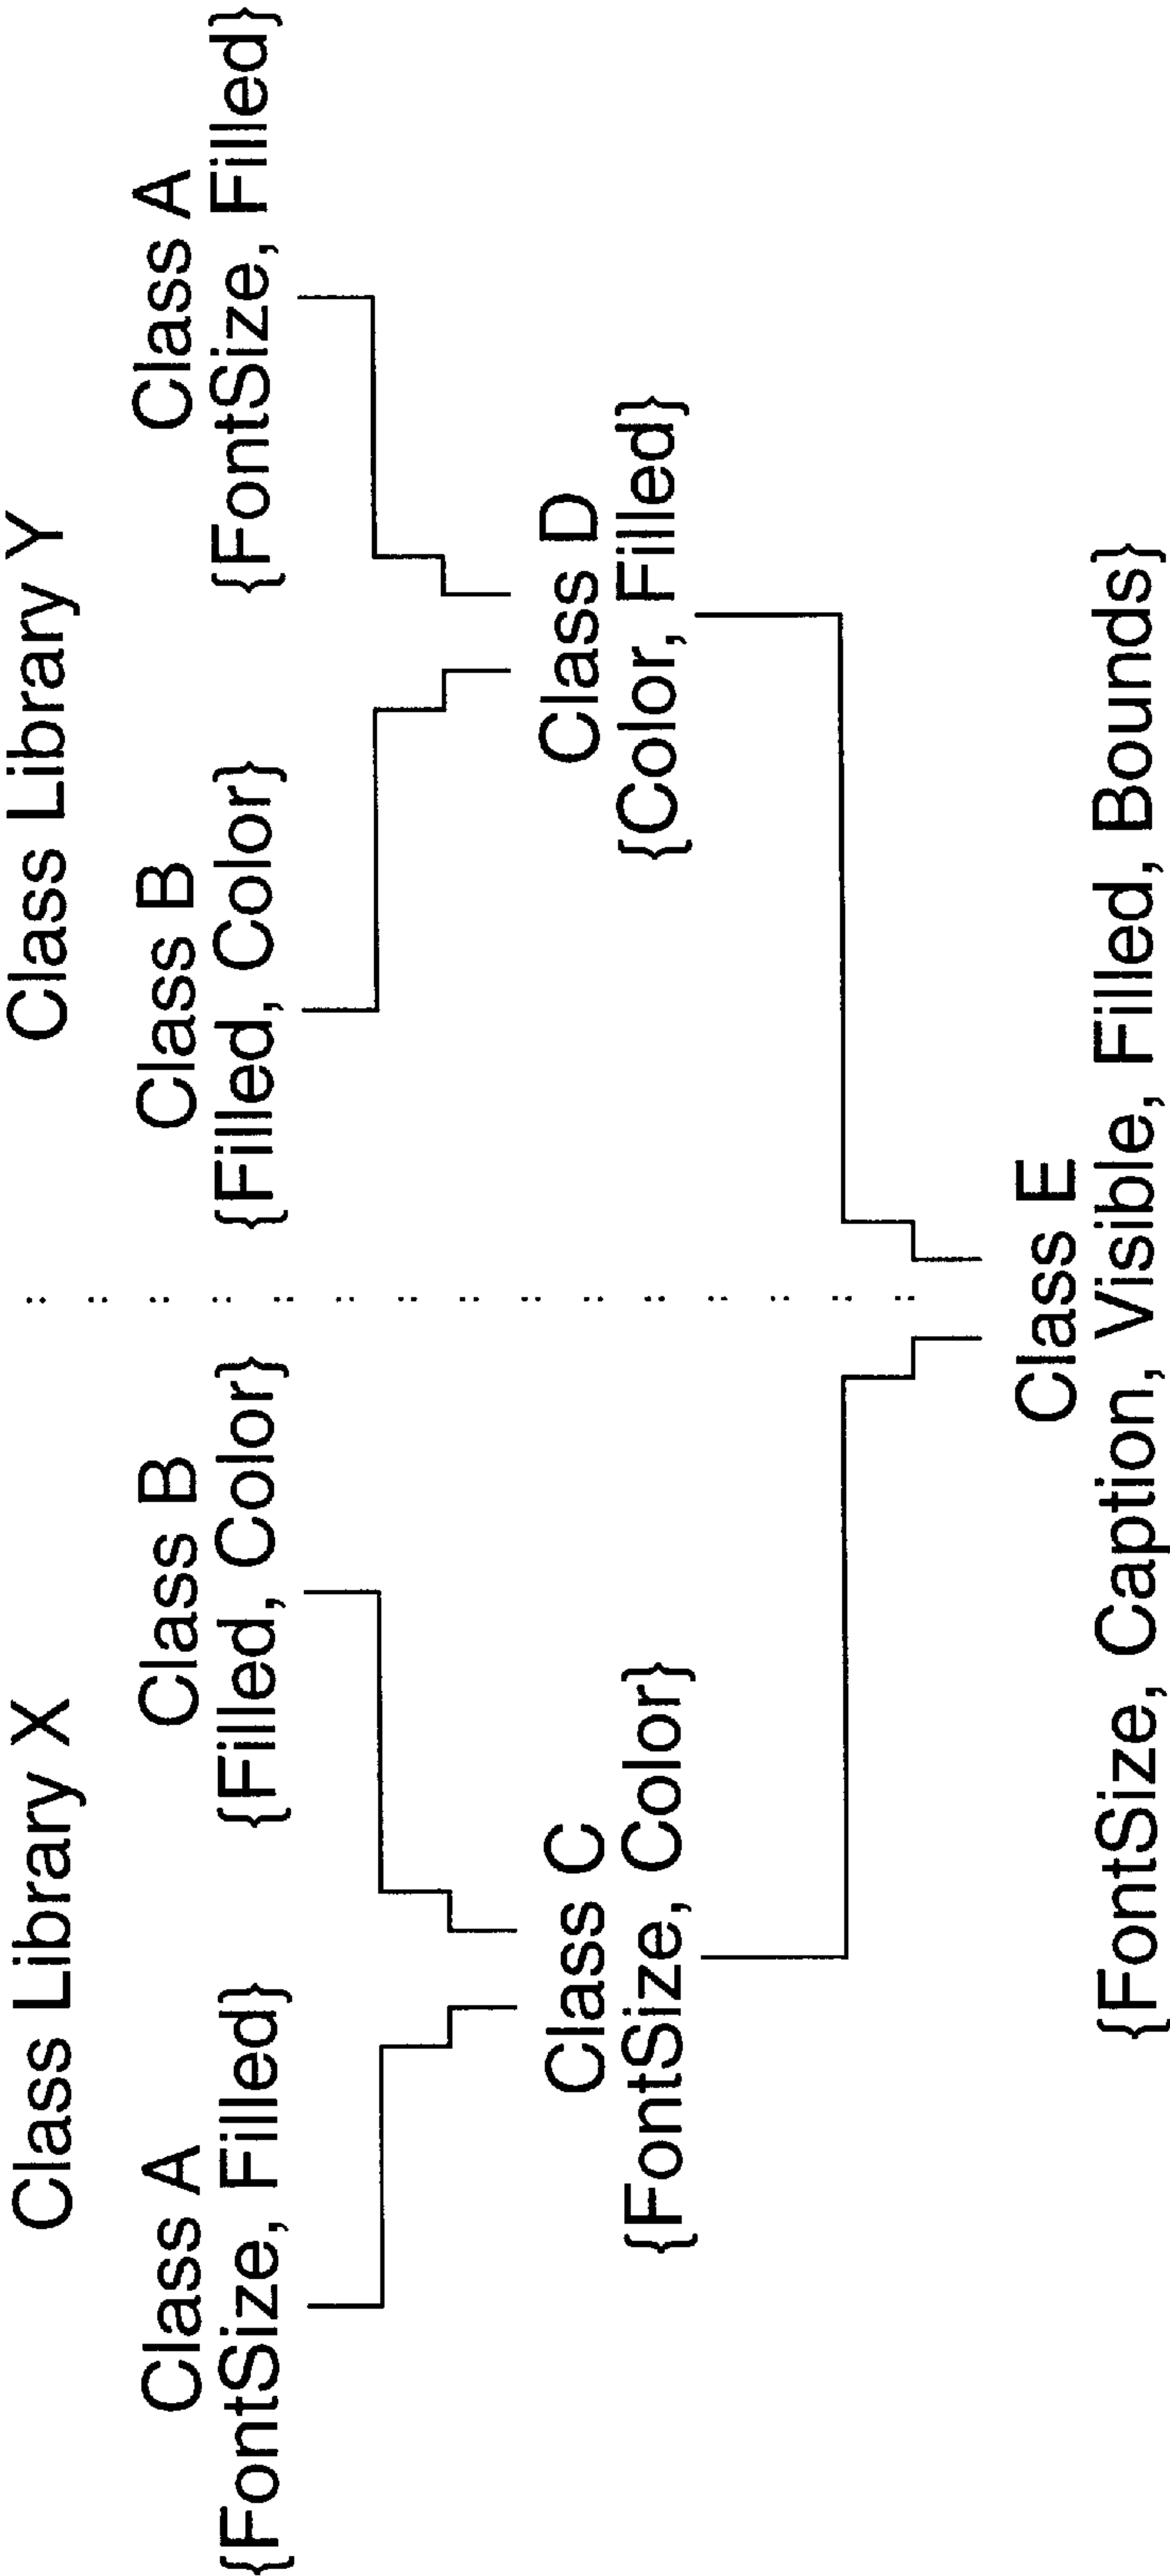 Class Library X
Class Library Y
Class A
{FontSize, Filled}
Class B
{Filled, Color}
Class B
{Filled, Color}
Class A
{FontSize, Filled}
Class C
{FontSize, Color}
Class D
{Color, Filled}
Class E
{FontSize, Caption, Visible, Filled, Bounds}